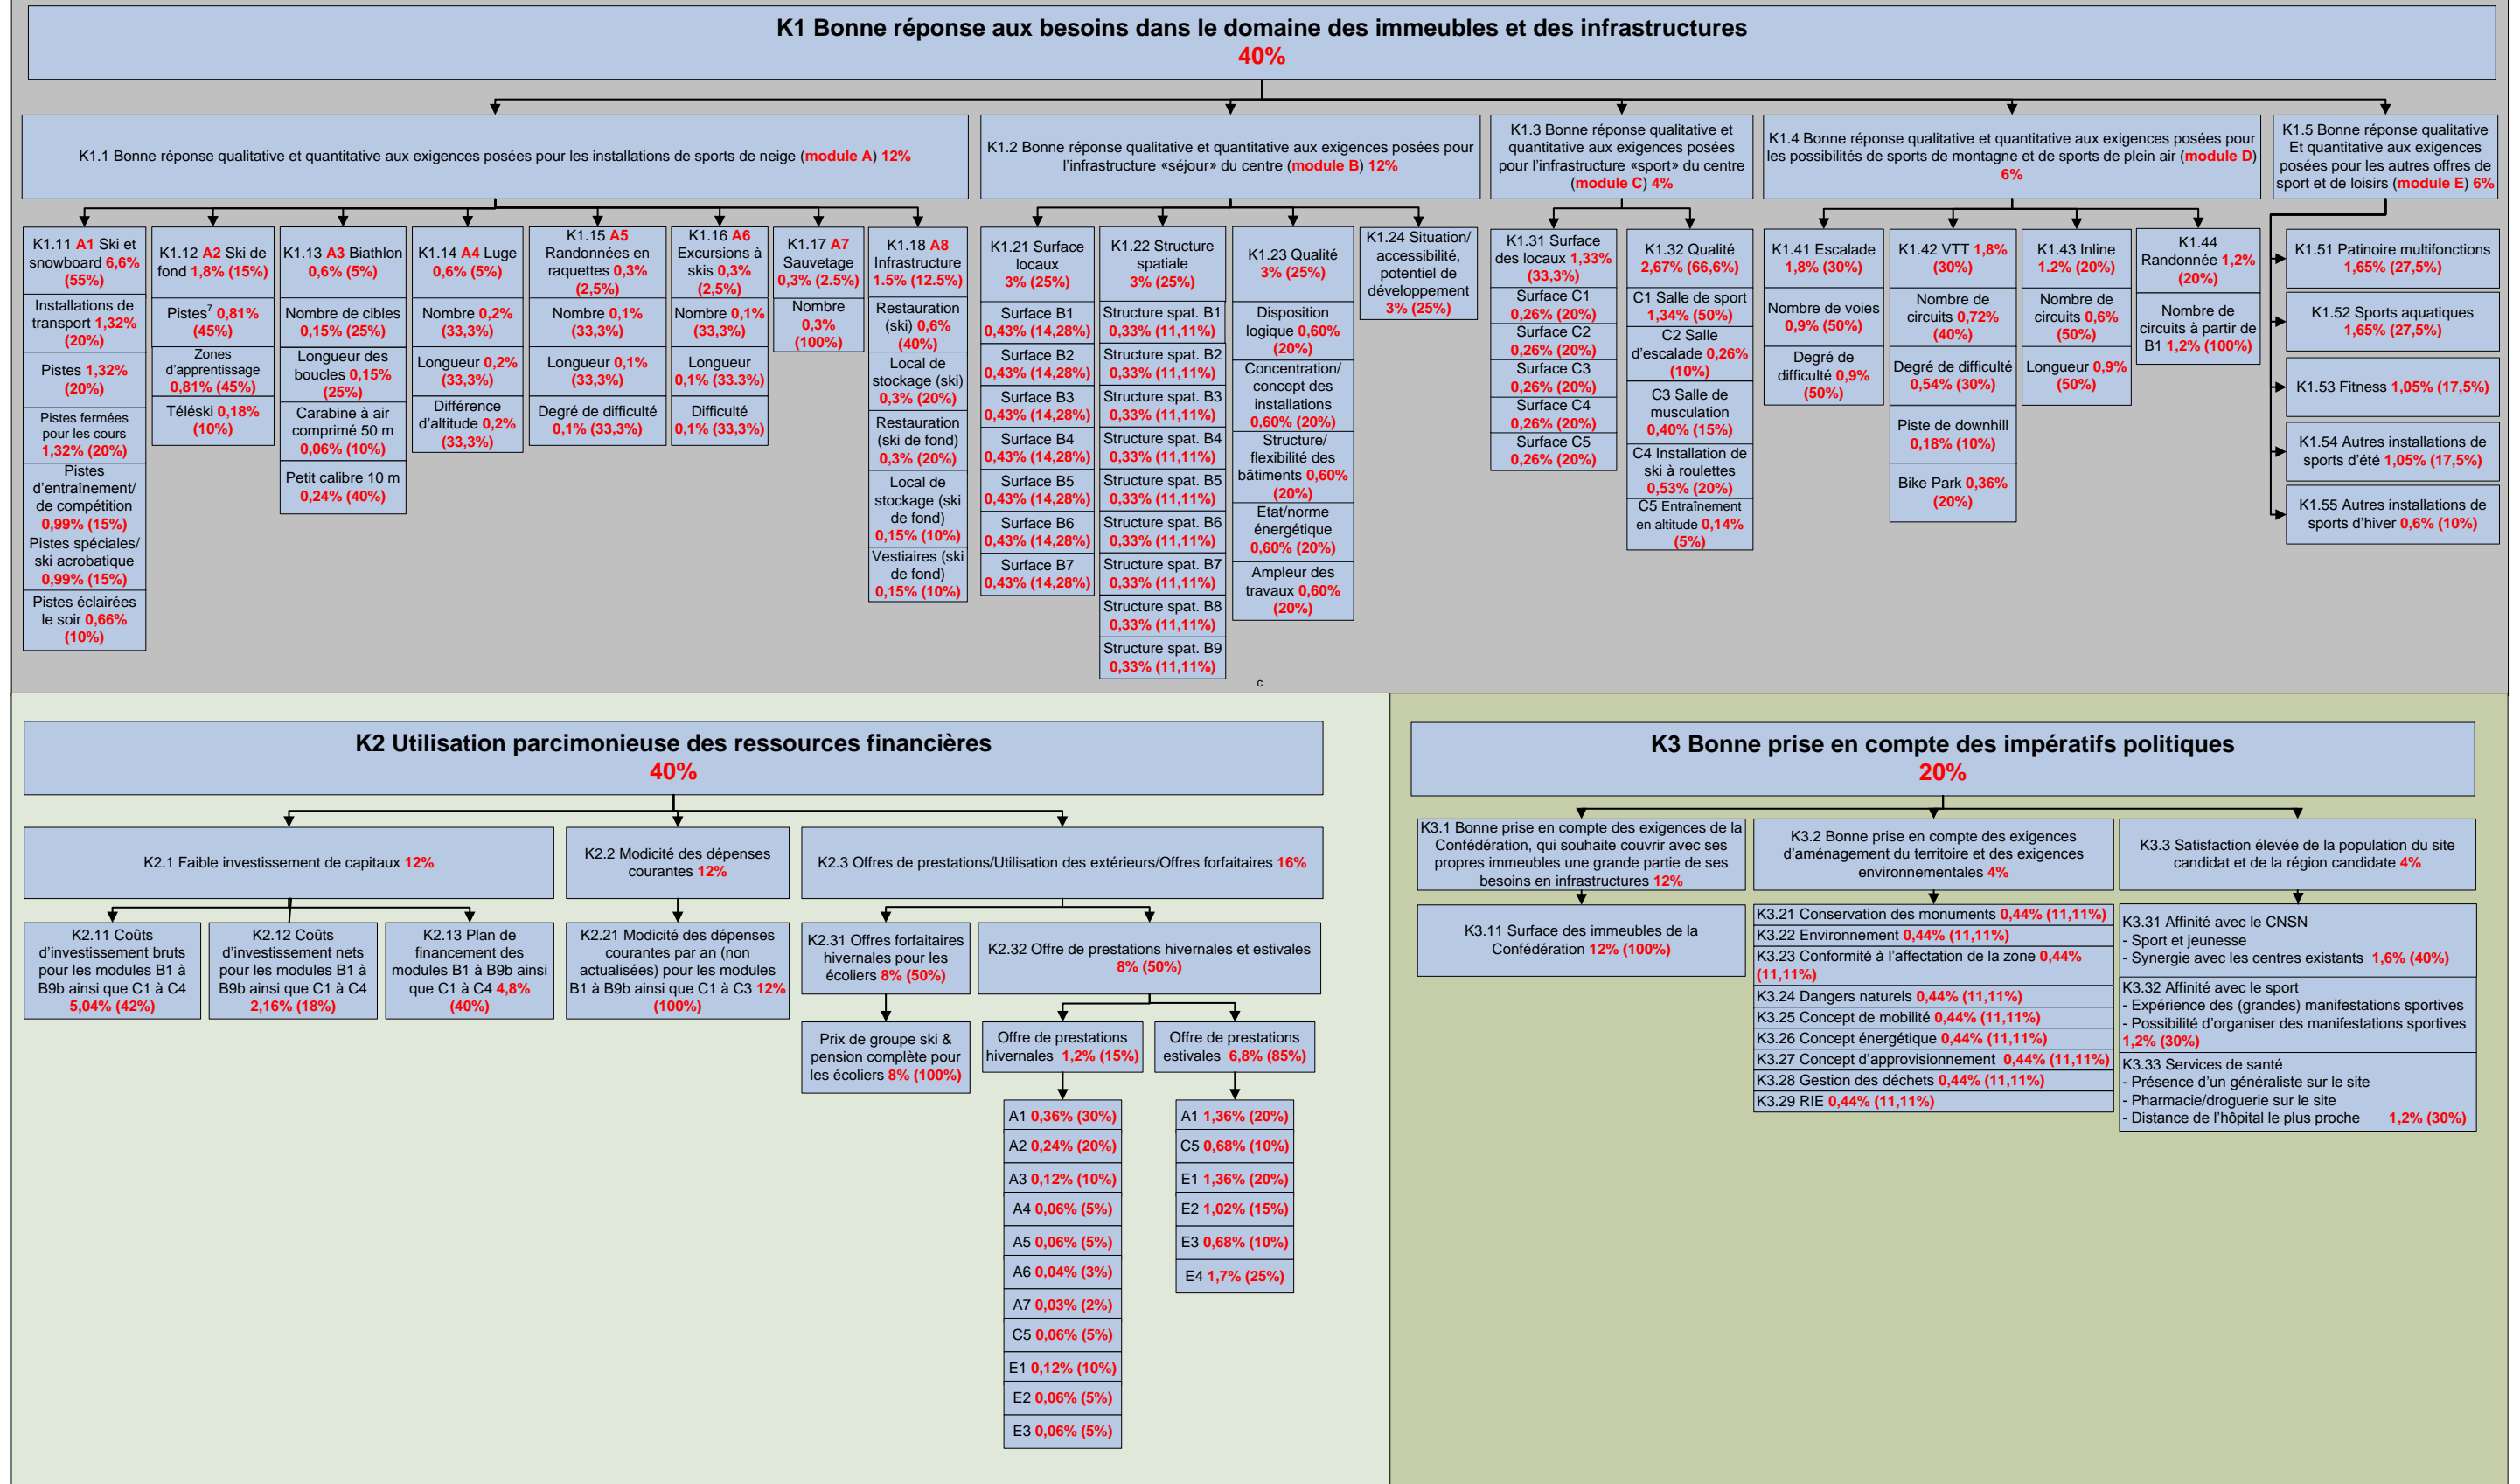 K1 Bonne réponse aux besoins dans le domaine des immeubles et des infrastructures
40%
K1.1 Bonne réponse qualitative et quantitative aux exigences posées pour les installations de sports de neige (module A) 12%
K1.2 Bonne réponse qualitative et quantitative aux exigences posées pour
l'infrastructure «séjour» du centre (module B) 12%
K1.3 Bonne réponse qualitative et
quantitative aux exigences posées
pour l'infrastructure «sport» du centre
(module C) 4%
K1.4 Bonne réponse qualitative et quantitative aux exigences posées pour
les possibilités de sports de montagne et de sports de plein air (module D)
6%
K1.5 Bonne réponse qualitative
Et quantitative aux exigences
posées pour les autres offres de
sport et de loisirs (module E) 6%
K1.11 A1 Ski et
snowboard 6,6%
(55%)
Installations de
transport 1,32%
(20%)
Pistes 1,32%
(20%)
Pistes fermées
pour les cours
1,32% (20%)
Pistes
d'entraînement/
de compétition
0,99% (15%)
Pistes spéciales/
ski acrobatique
0,99% (15%)
Pistes éclairées
le soir 0,66%
(10%)
K1.12 A2 Ski de
fond 1,8% (15%)
Pistes7 0,81%
(45%)
Zones
d'apprentissage
0,81% (45%)
Téléski 0,18%
(10%)
K1.13 A3 Biathlon
0,6% (5%)
Nombre de cibles
0,15% (25%)
Longueur des
boucles 0,15%
(25%)
Carabine à air
comprimé 50 m
0,06% (10%)
Petit calibre 10 m
0,24% (40%)
K1.14 A4 Luge
0,6% (5%)
Nombre 0,2%
(33,3%)
Longueur 0,2%
(33,3%)
Différence
d'altitude 0,2%
(33,3%)
K1.15 A5
Randonnées en
raquettes 0,3%
(2,5%)
Nombre 0,1%
(33,3%)
Longueur 0,1%
(33,3%)
Degré de difficulté
0,1% (33,3%)
K1.16 A6
Excursions à
skis 0,3%
(2,5%)
Nombre 0,1%
(33,3%)
Longueur
0,1% (33.3%)
Difficulté
0,1% (33,3%)
K1.17 A7
Sauvetage
0,3% (2.5%)
Nombre
0,3%
(100%)
K1.18 A8
Infrastructure
1.5% (12.5%)
Restauration
(ski) 0,6%
(40%)
Local de
stockage (ski)
0,3% (20%)
Restauration
(ski de fond)
0,3% (20%)
Local de
stockage (ski
de fond)
0,15% (10%)
Vestiaires (ski
de fond)
0,15% (10%)
K1.21 Surface
locaux
3% (25%)
Surface B1
0,43% (14,28%)
Surface B2
0,43% (14,28%)
Surface B3
0,43% (14,28%)
Surface B4
0,43% (14,28%)
Surface B5
0,43% (14,28%)
Surface B6
0,43% (14,28%)
Surface B7
0,43% (14,28%)
K1.22 Structure
spatiale
3% (25%)
Structure spat. B1
0,33% (11,11%)
Structure spat. B2
0,33% (11,11%)
Structure spat. B3
0,33% (11,11%)
Structure spat. B4
0,33% (11,11%)
Structure spat. B5
0,33% (11,11%)
Structure spat. B6
0,33% (11,11%)
Structure spat. B7
0,33% (11,11%)
Structure spat. B8
0,33% (11,11%)
Structure spat. B9
0,33% (11,11%)
K1.23 Qualité
3% (25%)
Disposition
logique 0,60%
(20%)
Concentration/
concept des
installations
0,60% (20%)
Structure/
flexibilité des
bâtiments 0,60%
(20%)
Etat/norme
énergétique
0,60% (20%)
Ampleur des
travaux 0,60%
(20%)
K1.24 Situation/
accessibilité,
potentiel de
développement
3% (25%)
K1.31 Surface
des locaux 1,33%
(33,3%)
Surface C1
0,26% (20%)
Surface C2
0,26% (20%)
Surface C3
0,26% (20%)
Surface C4
0,26% (20%)
Surface C5
0,26% (20%)
K1.32 Qualité
2,67% (66,6%)
C1 Salle de sport
1,34% (50%)
C2 Salle
d'escalade 0,26%
(10%)
C3 Salle de
musculation
0,40% (15%)
C4 Installation de
ski à roulettes
0,53% (20%)
C5 Entraînement
en altitude 0,14%
(5%)
K1.41 Escalade
1,8% (30%)
Nombre de voies
0,9% (50%)
Degré de
difficulté 0,9%
(50%)
K1.42 VTT 1,8%
(30%)
Nombre de
circuits 0,72%
(40%)
Degré de difficulté
0,54% (30%)
Piste de downhill
0,18% (10%)
Bike Park 0,36%
(20%)
K1.43 Inline
1.2% (20%)
Nombre de
circuits 0,6%
(50%)
Longueur 0,9%
(50%)
K1.44
Randonnée 1,2%
(20%)
Nombre de
circuits à partir de
B1 1,2% (100%)
K1.51 Patinoire multifonctions
1,65% (27,5%)
K1.52 Sports aquatiques
1,65% (27,5%)
K1.53 Fitness 1,05% (17,5%)
K1.54 Autres installations de
sports d'été 1,05% (17,5%)
K1.55 Autres installations de
sports d'hiver 0,6% (10%)
c
K2 Utilisation parcimonieuse des ressources financières
40%
K2.1 Faible investissement de capitaux 12%
K2.2 Modicité des dépenses
courantes 12%
K2.3 Offres de prestations/Utilisation des extérieurs/Offres forfaitaires 16%
K2.11 Coûts
d'investissement bruts
pour les modules B1 à
B9b ainsi que C1 à C4
5,04% (42%)
K2.12 Coûts
d'investissement nets
pour les modules B1 à
B9b ainsi que C1 à C4
2,16% (18%)
K2.13 Plan de
financement des
modules B1 à B9b ainsi
que C1 à C4 4,8%
(40%)
K2.21 Modicité des dépenses
courantes par an (non
actualisées) pour les modules
B1 à B9b ainsi que C1 à C3 12%
(100%)
K2.31 Offres forfaitaires
hivernales pour les
écoliers 8% (50%)
K2.32 Offre de prestations hivernales et estivales
8% (50%)
Prix de groupe ski &
pension complète pour
les écoliers 8% (100%)
Offre de prestations
hivernales 1,2% (15%)
Offre de prestations
estivales 6,8% (85%)
A1 0,36% (30%)
A2 0,24% (20%)
A3 0,12% (10%)
A4 0,06% (5%)
A5 0,06% (5%)
A6 0,04% (3%)
A7 0,03% (2%)
C5 0,06% (5%)
E1 0,12% (10%)
E2 0,06% (5%)
E3 0,06% (5%)
A1 1,36% (20%)
C5 0,68% (10%)
E1 1,36% (20%)
E2 1,02% (15%)
E3 0,68% (10%)
E4 1,7% (25%)
K3 Bonne prise en compte des impératifs politiques
20%
K3.1 Bonne prise en compte des exigences de la
Confédération, qui souhaite couvrir avec ses
propres immeubles une grande partie de ses
besoins en infrastructures 12%
K3.2 Bonne prise en compte des exigences
d'aménagement du territoire et des exigences
environnementales 4%
K3.3 Satisfaction élevée de la population du site
candidat et de la région candidate 4%
K3.11 Surface des immeubles de la
Confédération 12% (100%)
K3.21 Conservation des monuments 0,44% (11,11%)
K3.22 Environnement 0,44% (11,11%)
K3.23 Conformité à l'affectation de la zone 0,44%
(11,11%)
K3.24 Dangers naturels 0,44% (11,11%)
K3.25 Concept de mobilité 0,44% (11,11%)
K3.26 Concept énergétique 0,44% (11,11%)
K3.27 Concept d'approvisionnement 0,44% (11,11%)
K3.28 Gestion des déchets 0,44% (11,11%)
K3.29 RIE 0,44% (11,11%)
K3.31 Affinité avec le CNSN
- Sport et jeunesse
- Synergie avec les centres existants 1,6% (40%)
K3.32 Affinité avec le sport
- Expérience des (grandes) manifestations sportives
- Possibilité d'organiser des manifestations sportives
1,2% (30%)
K3.33 Services de santé
- Présence d'un généraliste sur le site
- Pharmacie/droguerie sur le site
- Distance de l'hôpital le plus proche 1,2% (30%)